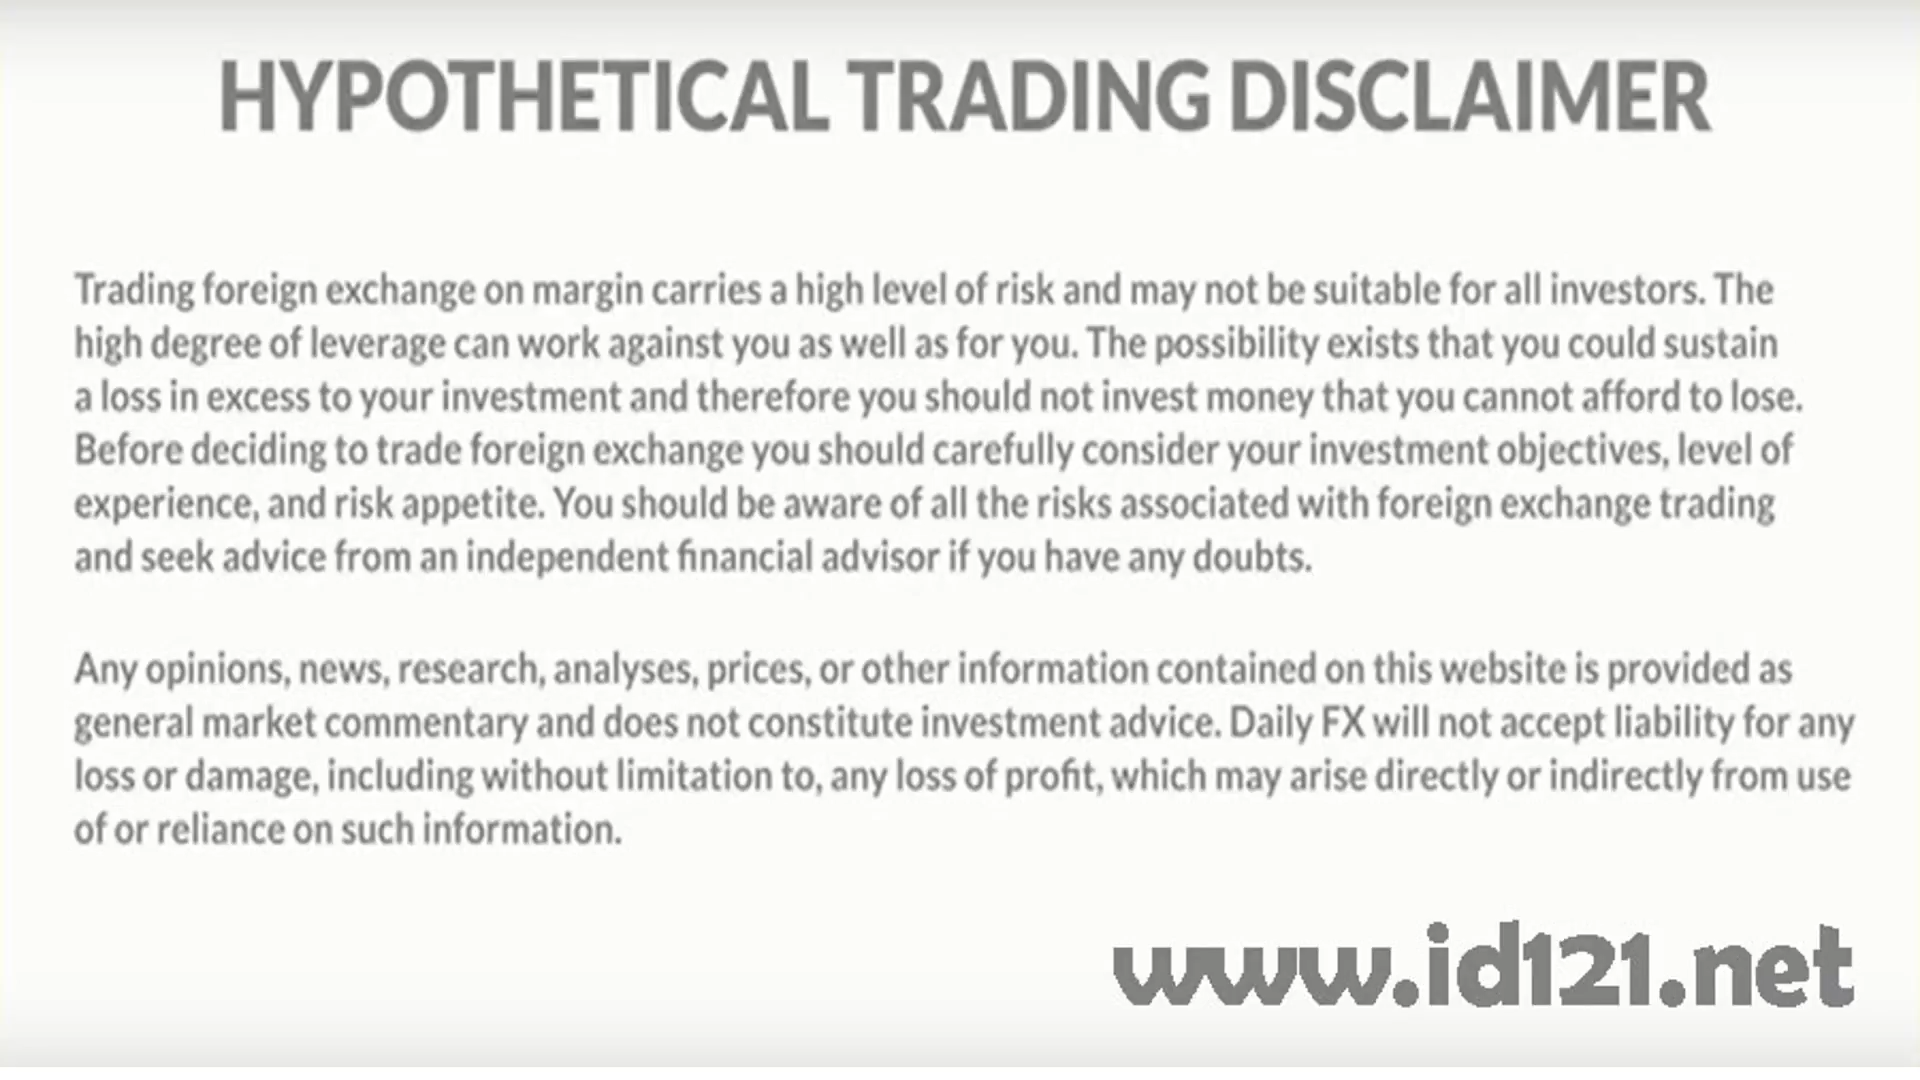 HYPOTHETICAL TRADING DISCLAIMER
Trading foreign exchange on margin carries a high level of risk and may not be suitable for all investors. The
high degree of leverage can work against you as well as for you. The possibility exists that you could sustain
a loss in excess to your investment and therefore you should not invest money that you cannot afford to lose.
Before deciding to trade foreign exchange you should carefully consider your investment objectives, level of
experience, and risk appetite. You should be aware of all the risks associated with foreign exchange trading
and seek advice from an independent financial advisor if you have any doubts.
Any opinions, news, research, analyses, prices, or other information contained on this website is provided as
general market commentary and does not constitute investment advice. Daily FX will not accept liability for any
loss or damage, including without limitation to, any loss of profit, which may arise directly or indirectly from use
of or reliance on such information.
www.id121.net